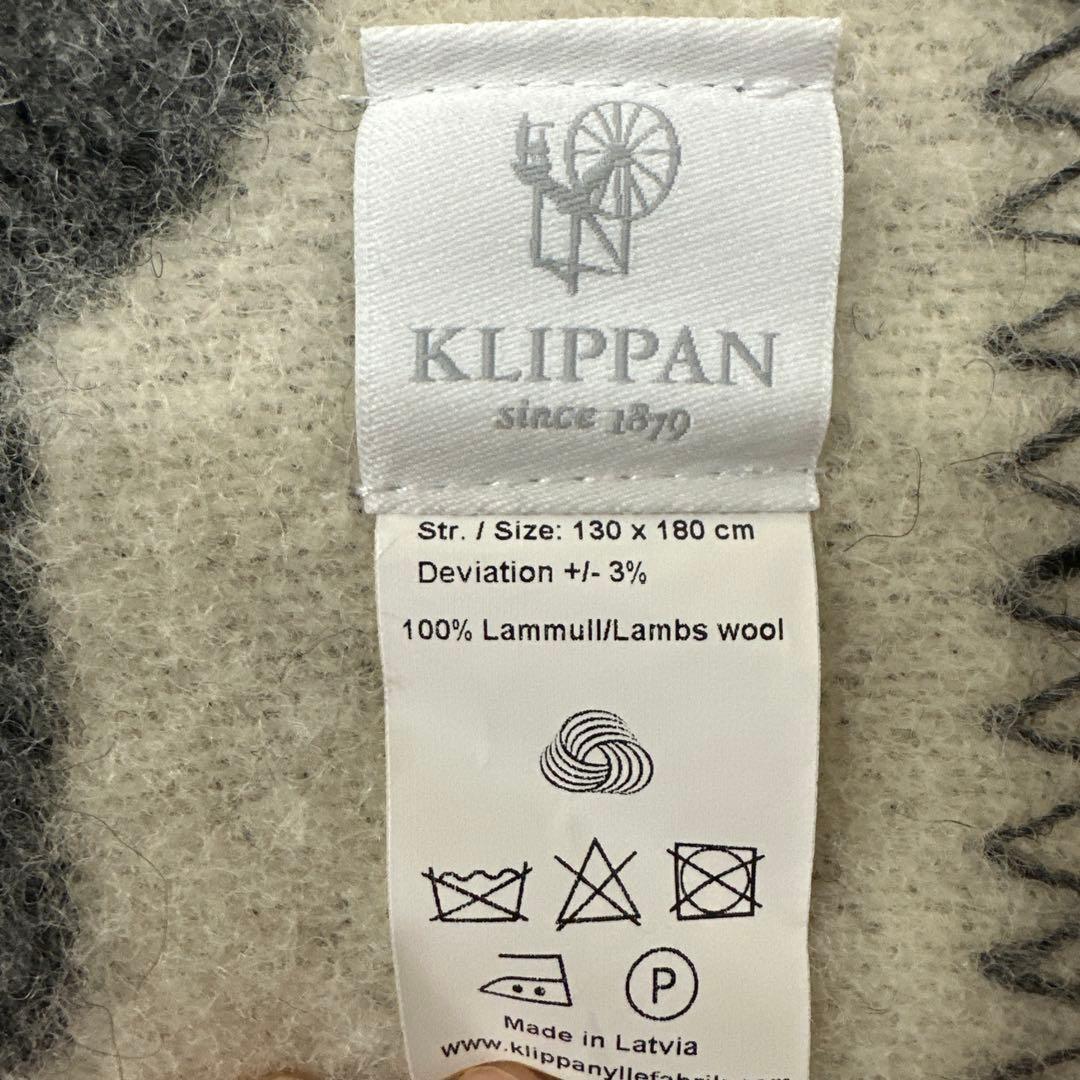 KLIPPAN
since 1879
Str. / Size: 130 x 180 cm
Deviation +/- 3%
100% Lammull/Lambs wool
P
Made in Latvia